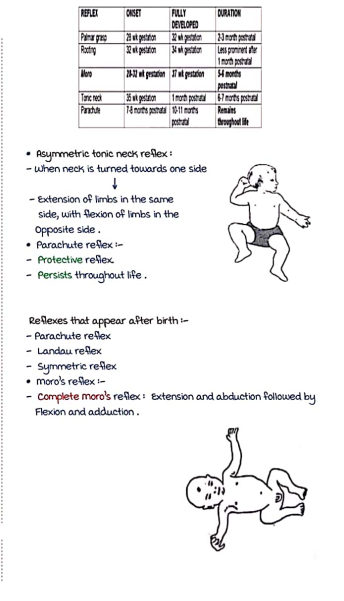 REFLEX ONSET FULLY DEVELOPED DURATION
Palmar grasp 28 wk gestation 32 wk gestation 2-3 month postnatal
Rooting 32 wk gestation 34 wk gestation Less prominent after 1 month postnatal
Moro 28-32 wk gestation 37 wk gestation 5-6 months postnatal
Tonic neck 35 wk gestation 1 month postnatal 6-7 months postnatal
Parachute 7-8 months postnatal 10-11 months postnatal Remains throughout life
• Asymmetric tonic neck reflex :
- When neck is turned towards one side
↓
- Extension of limbs in the same
side, with flexion of limbs in the
Opposite side .
• Parachute reflex :-
- Protective reflex.
- Persists throughout life .
Reflexes that appear after birth :-
- Parachute reflex
- Landau reflex
- Symmetric reflex
• moro's reflex :-
- Complete moro's reflex : Extension and abduction followed by
Flexion and adduction .